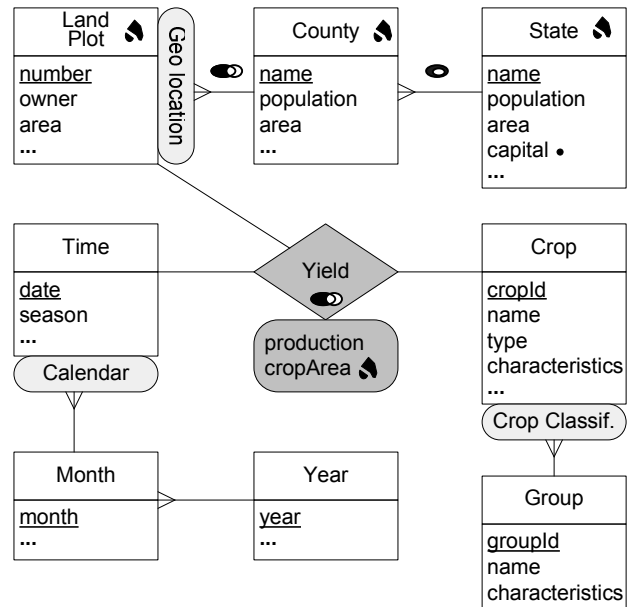 Land
Plot
number
owner
area
...
Geo location
County
name
population
area
...
State
name
population
area
capital •
...
Time
date
season
...
Calendar
Yield
production
cropArea
Crop
cropId
name
type
characteristics
...
Crop Classif.
Month
month
...
Year
year
...
Group
groupId
name
characteristics